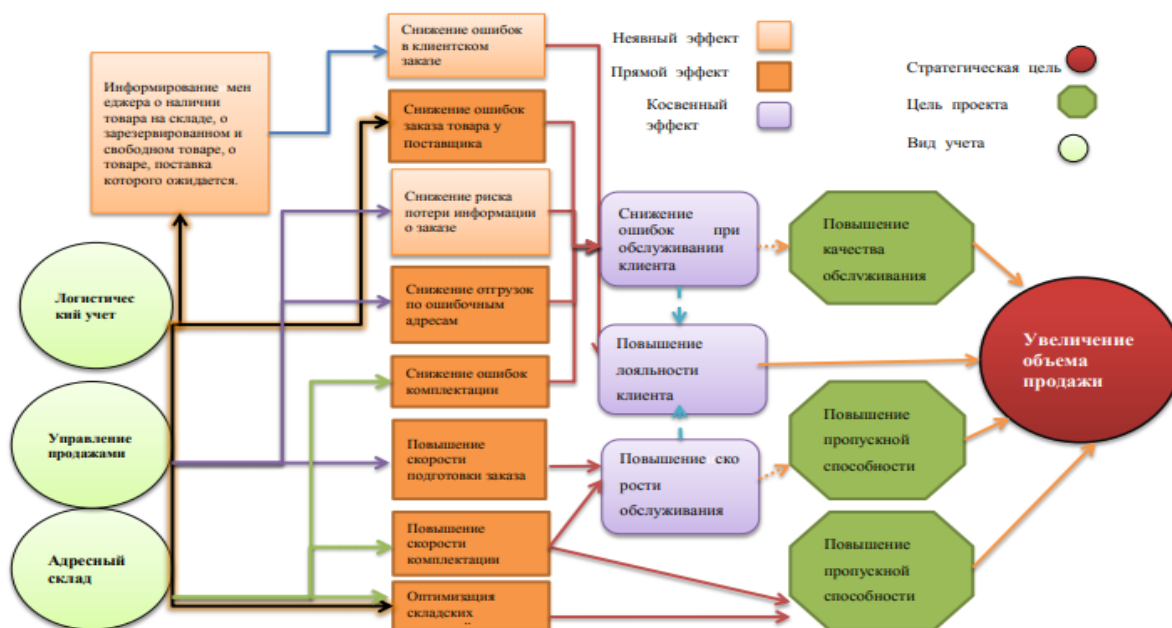 Снижение ошибок
в клиентском
заказе
Неявный эффект
Прямой эффект
Косвенный
эффект
Стратегическая цель
Цель проекта
Вид учета
Информирование мен
еджера о наличии
товара на складе, о
зарезервированном и
свободном товаре, о
товаре, поставка
которого ожидается.
Снижение ошибок
заказа товара у
поставщика
Снижение риска
потери информации
о заказе
Снижение
ошибок при
обслуживании
клиента
Повышение
качества
обслуживания
Логистичес
кий учет
Снижение отгрузок
по ошибочным
адресам
Повышение
лояльности
клиента
Увеличение
объема
продажи
Снижение ошибок
комплектации
Управление
продажами
Повышение
скорости
подготовки заказа
Повышение ско
рости
обслуживания
Повышение
пропускной
способности
Адресный
склад
Повышение
скорости
комплектации
Повышение
пропускной
способности
Оптимизация
складских